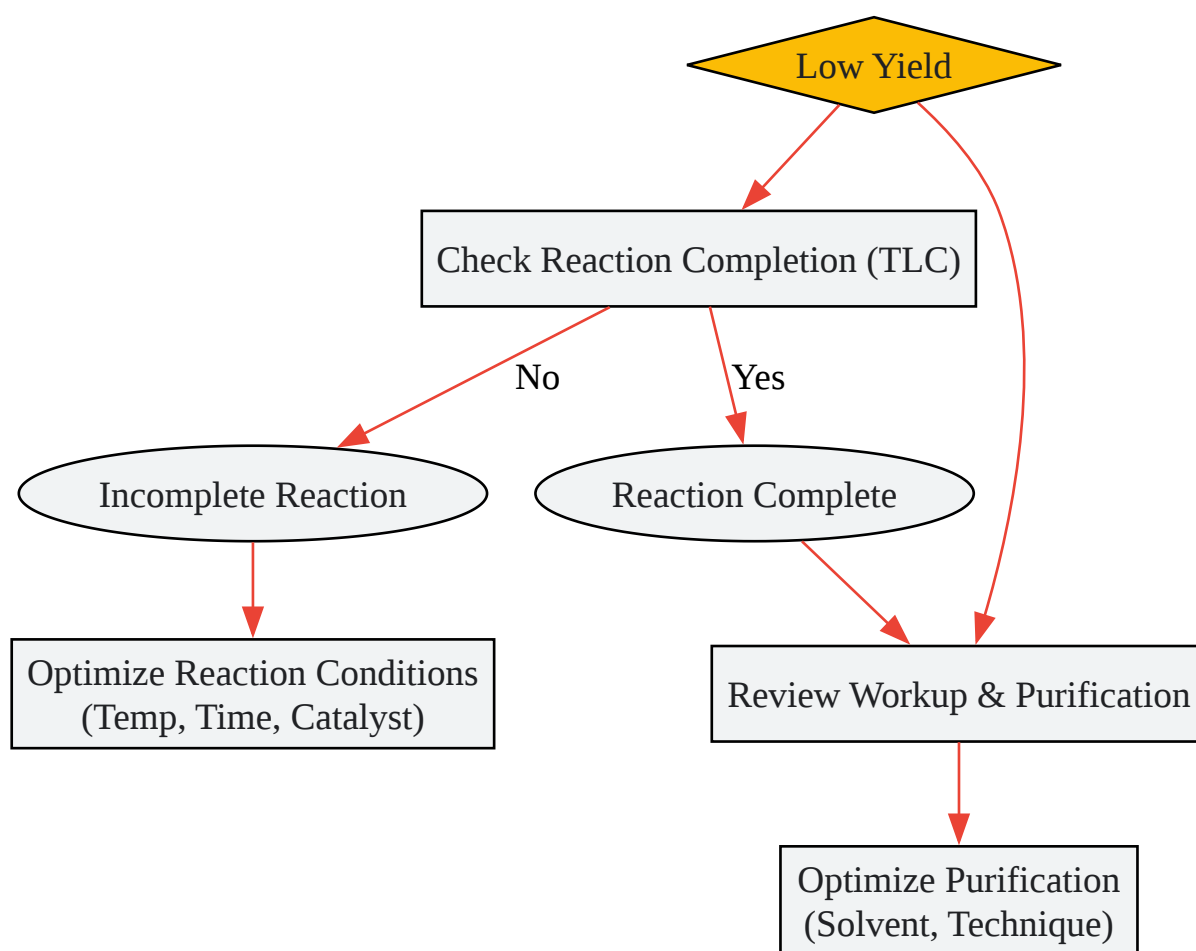 Low Yield
Check Reaction Completion (TLC)
No
Yes
Incomplete Reaction
Reaction Complete
Optimize Reaction Conditions
(Temp, Time, Catalyst)
Review Workup & Purification
Optimize Purification
(Solvent, Technique)